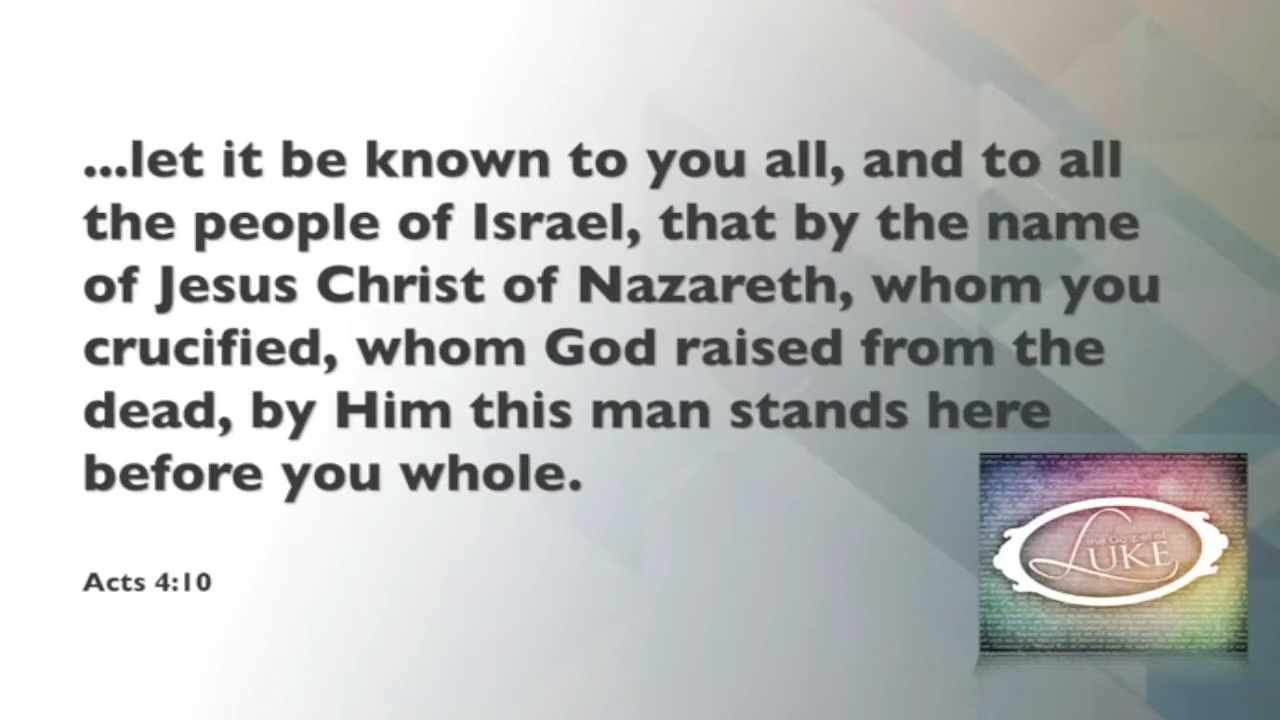 ...let it be known to you all, and to all
the people of Israel, that by the name
of Jesus Christ of Nazareth, whom you
crucified, whom God raised from the
dead, by Him this man stands here
before you whole.
Acts 4:10
the Gospel of
LUKE